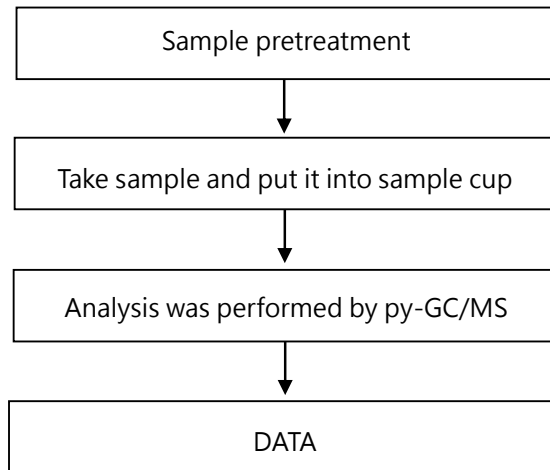 Sample pretreatment
Take sample and put it into sample cup
Analysis was performed by py-GC/MS
DATA